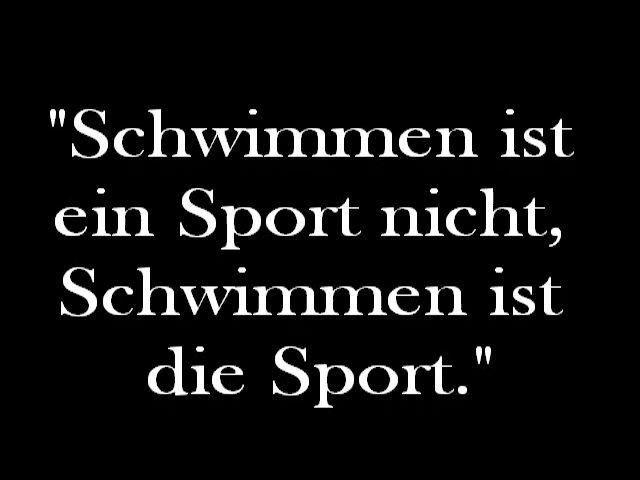 "Schwimmen ist
ein Sport nicht,
Schwimmen ist
die Sport."